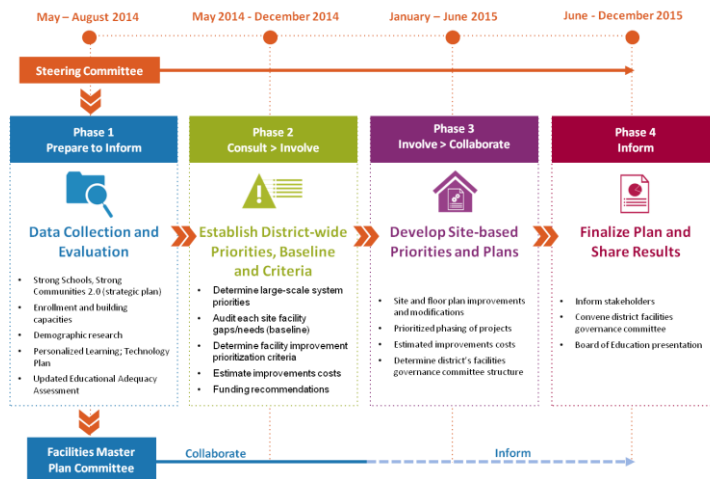 May – August 2014
May 2014 - December 2014
January – June 2015
June - December 2015
Steering Committee
Phase 1
Prepare to Inform
Data Collection and
Evaluation
• Strong Schools, Strong
Communities 2.0 (strategic plan)
• Enrollment and building
capacities
• Demographic research
• Personalized Learning; Technology
Plan
• Updated Educational Adequacy
Assessment
Phase 2
Consult > Involve
Establish District-wide
Priorities, Baseline
and Criteria
• Determine large-scale system
priorities
• Audit each site facility
gaps/needs (baseline)
• Determine facility improvement
prioritization criteria
• Estimate improvements costs
• Funding recommendations
Phase 3
Involve > Collaborate
Develop Site-based
Priorities and Plans
• Site and floor plan improvements
and modifications
• Prioritized phasing of projects
• Estimated improvements costs
• Determine district's facilities
governance committee structure
Phase 4
Inform
Finalize Plan and
Share Results
• Inform stakeholders
• Convene district facilities
governance committee
• Board of Education presentation
Facilities Master
Plan Committee
Collaborate
Inform